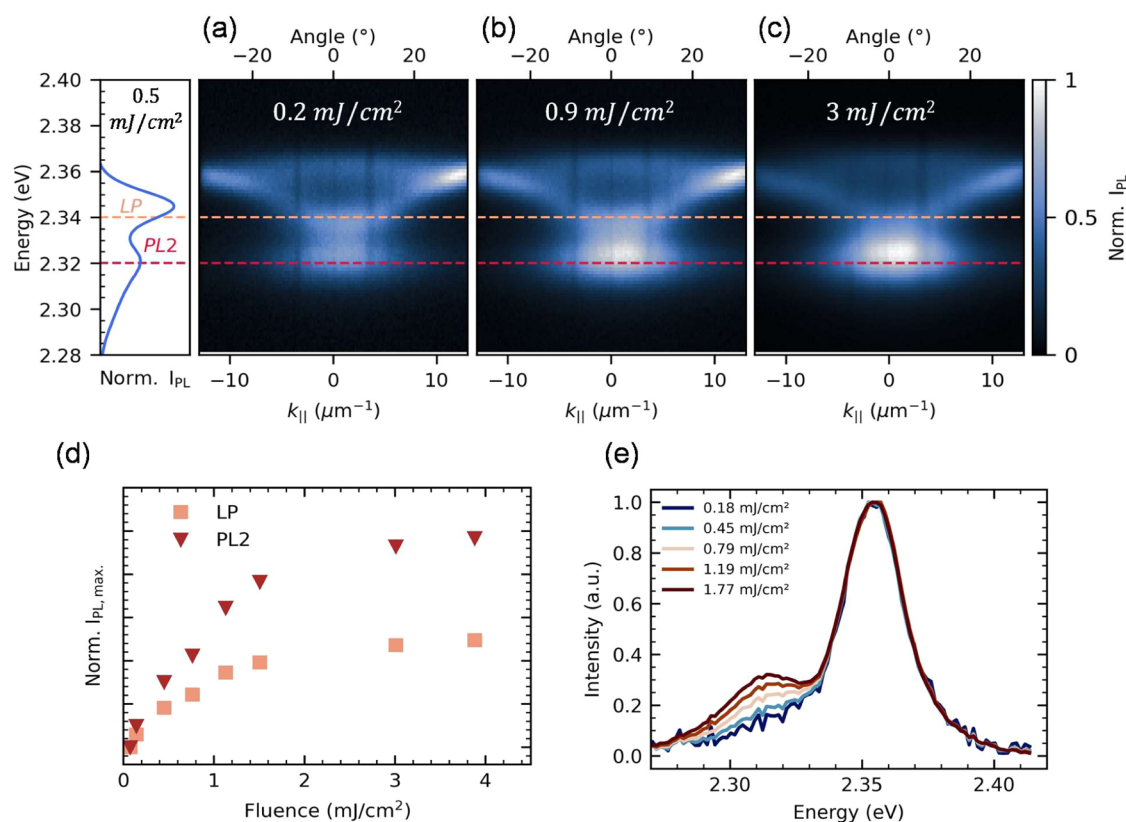 (a) (b) (c)
Angle (°) Angle (°) Angle (°)
−20 0 20 −20 0 20 −20 0 20
2.40
2.38
2.36
2.34
2.32
2.30
2.28
Energy (eV)
0.5
mJ/cm²
LP
PL2
Norm. I_PL
0.2 mJ/cm²
0.9 mJ/cm²
3 mJ/cm²
1
0.5
0
Norm. I_PL
−10 0 10 −10 0 10 −10 0 10
k_|| (μm⁻¹) k_|| (μm⁻¹) k_|| (μm⁻¹)
(d)
LP
PL2
Norm. I_PL,max.
0 1 2 3 4
Fluence (mJ/cm²)
(e)
0.18 mJ/cm²
0.45 mJ/cm²
0.79 mJ/cm²
1.19 mJ/cm²
1.77 mJ/cm²
1.0
0.8
0.6
0.4
0.2
0.0
Intensity (a.u.)
2.30 2.35 2.40
Energy (eV)